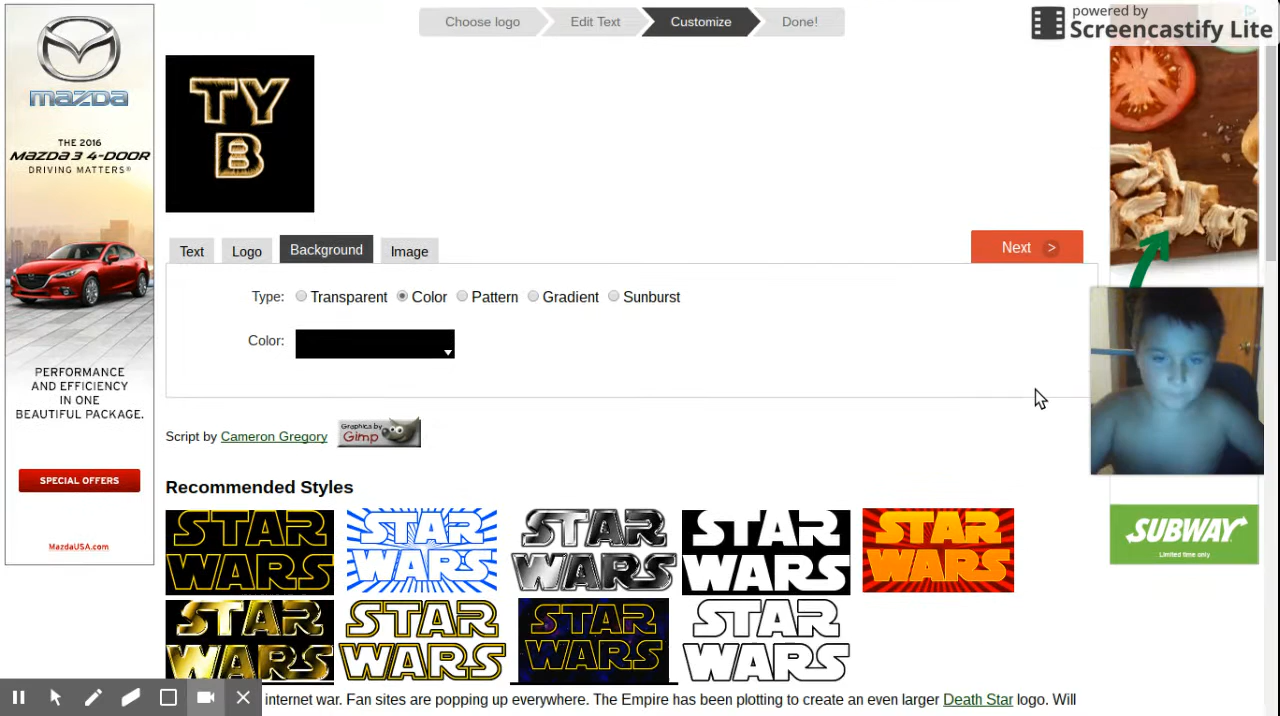 Choose logo
Edit Text
Customize
Done!
powered by
Screencastify Lite
mazda
THE 2016
mazda3 4-DOOR
DRIVING MATTERS®
PERFORMANCE
AND EFFICIENCY
IN ONE
BEAUTIFUL PACKAGE.
SPECIAL OFFERS
MazdaUSA.com
TY
B
Text
Logo
Background
Image
Next >
Type: Transparent Color Pattern Gradient Sunburst
Color:
Script by Cameron Gregory
Graphics by
Gimp
Recommended Styles
STAR
WARS
STAR
WARS
STAR
WARS
STAR
WARS
STAR
WARS
STAR
WARS
STAR
WARS
STAR
WARS
STAR
WARS
SUBWAY
Limited time only
internet war. Fan sites are popping up everywhere. The Empire has been plotting to create an even larger Death Star logo. Will